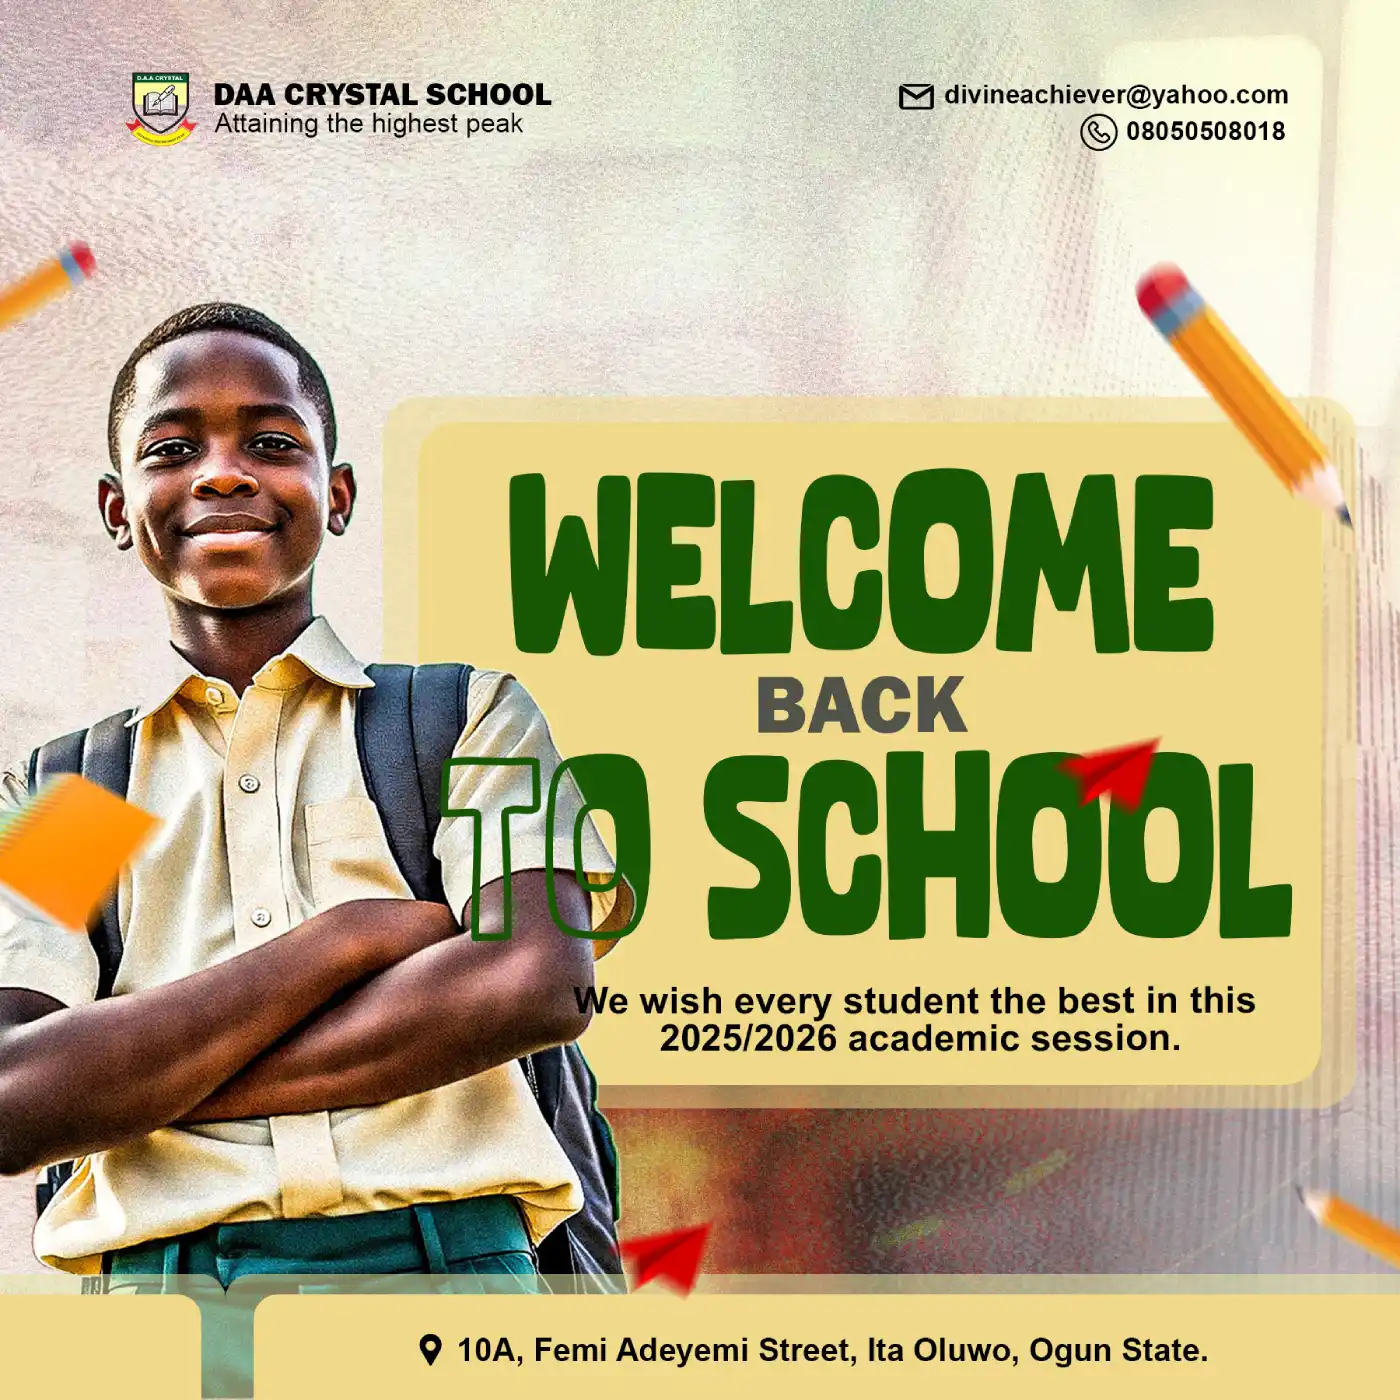 D.A.A CRYSTAL
DAA CRYSTAL SCHOOL
Attaining the highest peak
divineachiever@yahoo.com
08050508018
WELCOME
BACK
TO SCHOOL
We wish every student the best in this
2025/2026 academic session.
10A, Femi Adeyemi Street, Ita Oluwo, Ogun State.